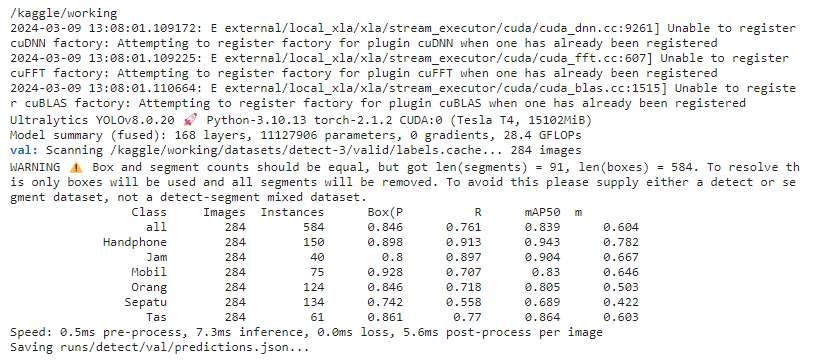 /kaggle/working
2024-03-09 13:08:01.109172: E external/local_xla/xla/stream_executor/cuda/cuda_dnn.cc:9261] Unable to register
cuDNN factory: Attempting to register factory for plugin cuDNN when one has already been registered
2024-03-09 13:08:01.109225: E external/local_xla/xla/stream_executor/cuda/cuda_fft.cc:607] Unable to register
cuFFT factory: Attempting to register factory for plugin cuFFT when one has already been registered
2024-03-09 13:08:01.110664: E external/local_xla/xla/stream_executor/cuda/cuda_blas.cc:1515] Unable to registe
r cuBLAS factory: Attempting to register factory for plugin cuBLAS when one has already been registered
Ultralytics YOLOv8.0.20 🚀 Python-3.10.13 torch-2.1.2 CUDA:0 (Tesla T4, 15102MiB)
Model summary (fused): 168 layers, 11127906 parameters, 0 gradients, 28.4 GFLOPs
val: Scanning /kaggle/working/datasets/detect-3/valid/labels.cache... 284 images
WARNING ⚠️ Box and segment counts should be equal, but got len(segments) = 91, len(boxes) = 584. To resolve th
is only boxes will be used and all segments will be removed. To avoid this please supply either a detect or se
gment dataset, not a detect-segment mixed dataset.
Class Images Instances Box(P R mAP50 m
all 284 584 0.846 0.761 0.839 0.604
Handphone 284 150 0.898 0.913 0.943 0.782
Jam 284 40 0.8 0.897 0.904 0.667
Mobil 284 75 0.928 0.707 0.83 0.646
Orang 284 124 0.846 0.718 0.805 0.503
Sepatu 284 134 0.742 0.558 0.689 0.422
Tas 284 61 0.861 0.77 0.864 0.603
Speed: 0.5ms pre-process, 7.3ms inference, 0.0ms loss, 5.6ms post-process per image
Saving runs/detect/val/predictions.json...